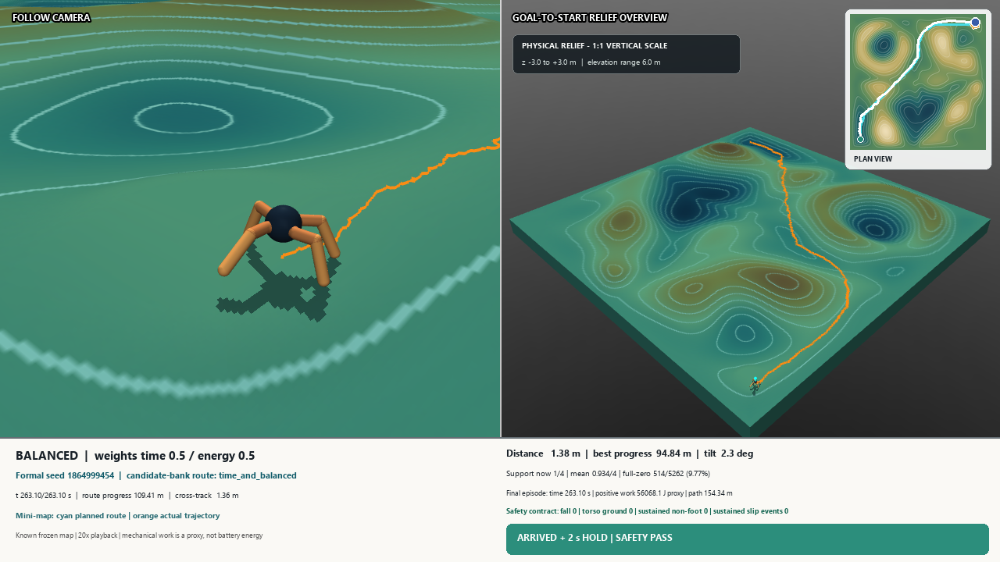 FOLLOW CAMERA
GOAL-TO-START RELIEF OVERVIEW
PHYSICAL RELIEF - 1:1 VERTICAL SCALE
z -3.0 to +3.0 m | elevation range 6.0 m
PLAN VIEW
BALANCED | weights time 0.5 / energy 0.5
Formal seed 1864999454 | candidate-bank route: time_and_balanced
t 263.10/263.10 s | route progress 109.41 m | cross-track 1.36 m
Mini-map: cyan planned route | orange actual trajectory
Known frozen map | 20x playback | mechanical work is a proxy, not battery energy
Distance 1.38 m | best progress 94.84 m | tilt 2.3 deg
Support now 1/4 | mean 0.934/4 | full-zero 514/5262 (9.77%)
Final episode: time 263.10 s | positive work 56068.1 J proxy | path 154.34 m
Safety contract: fall 0 | torso ground 0 | sustained non-foot 0 | sustained slip events 0
ARRIVED + 2 s HOLD | SAFETY PASS